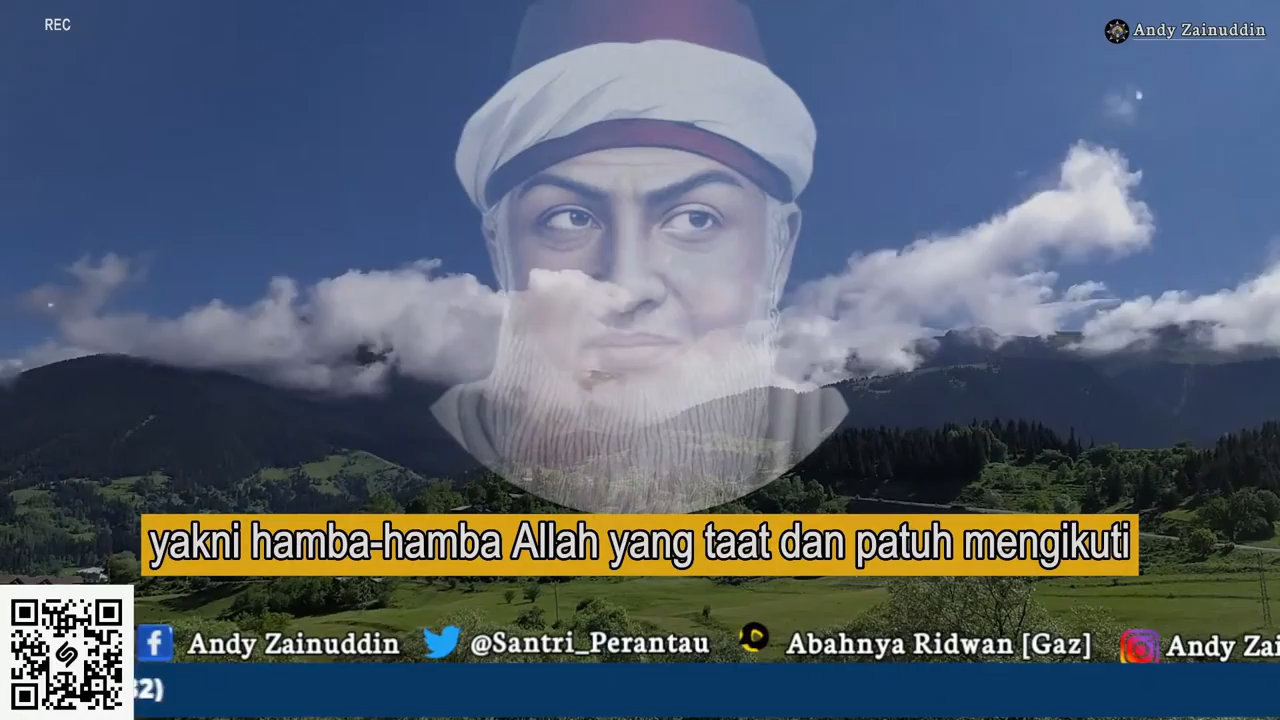 REC
Andy Zainuddin
yakni hamba-hamba Allah yang taat dan patuh mengikuti
Andy Zainuddin
@Santri_Perantau
Abahnya Ridwan [Gaz]
Andy Zai
32)